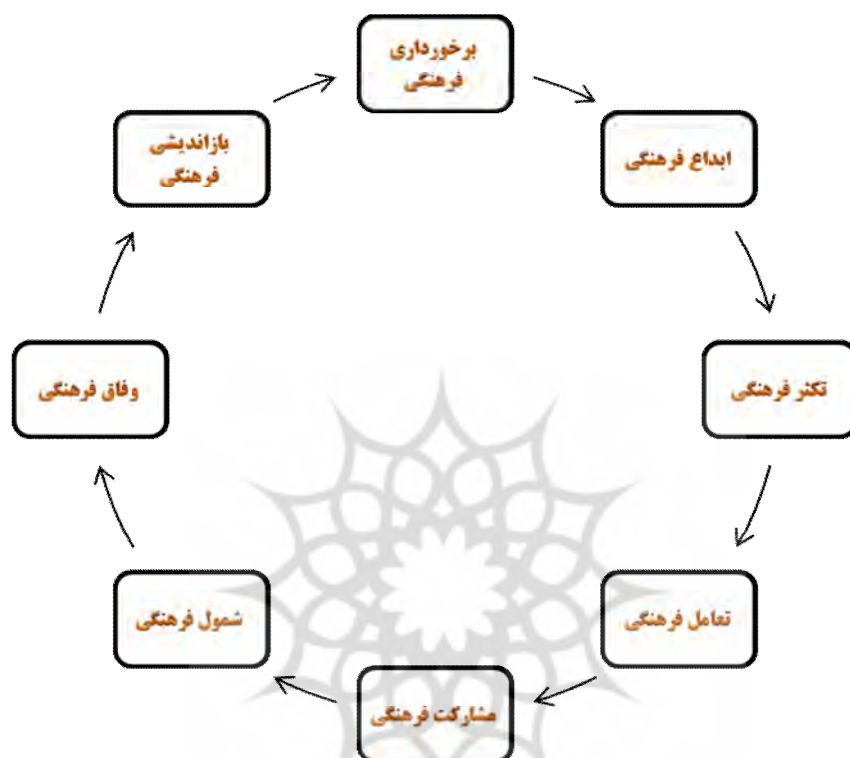 برخورداری
فرهنگی
ابداع فرهنگی
تکثر فرهنگی
تعامل فرهنگی
مشارکت فرهنگی
شمول فرهنگی
وفاق فرهنگی
بازاندیشی
فرهنگی